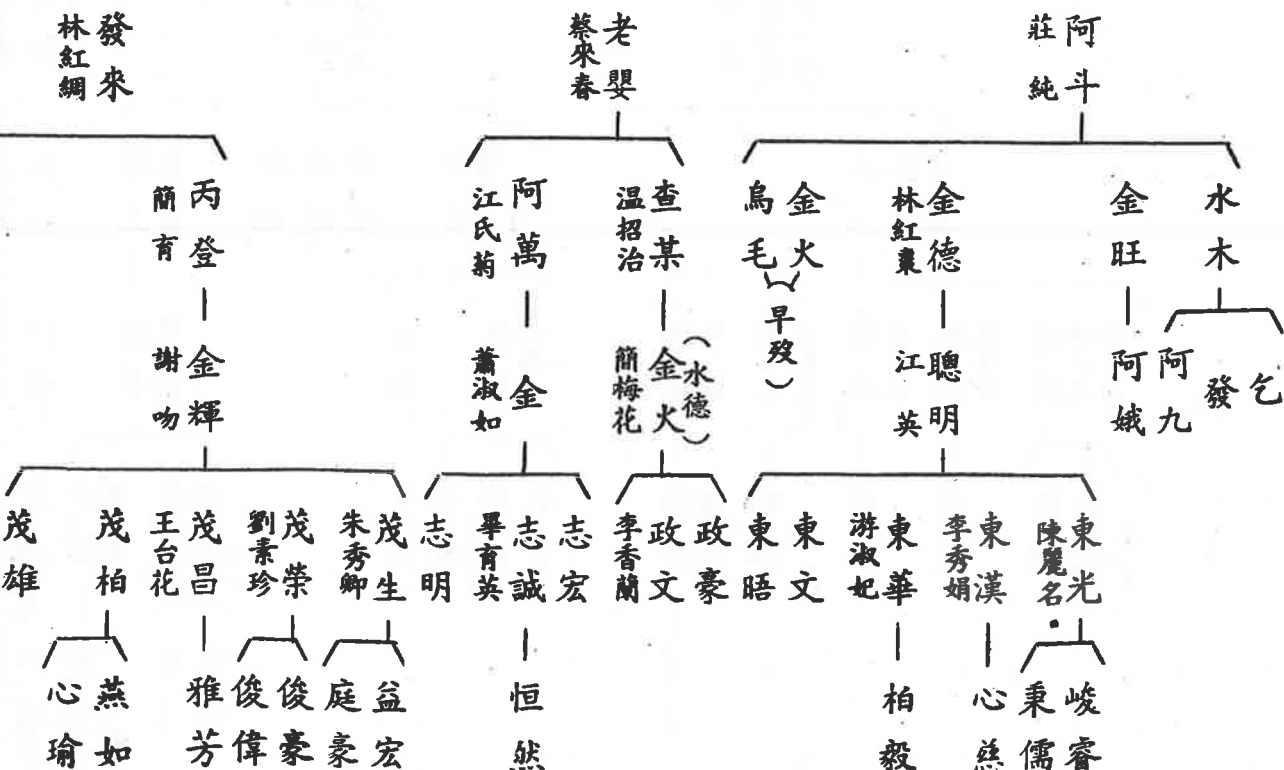 阿斗
莊純
老嬰
蔡來春
發來
林紅綢
水木
金旺
金德
林紅棗
金火
烏毛
（早歿）
查某
温招治
阿萬
江氏菊
丙登
簡育
乞
發
阿九
阿娥
聰明
江英
（水德）
金火
簡梅花
金
蕭淑如
金輝
謝吻
東光
陳麗名
東漢
李秀娟
東華
游淑妃
東文
東晤
政豪
政文
李香蘭
志宏
志誠
畢育英
志明
茂生
朱秀卿
茂榮
劉素珍
茂昌
王台花
茂柏
茂雄
峻睿
秉儒
心慈
柏毅
恒然
益宏
庭豪
俊豪
俊偉
雅芳
燕如
心瑜